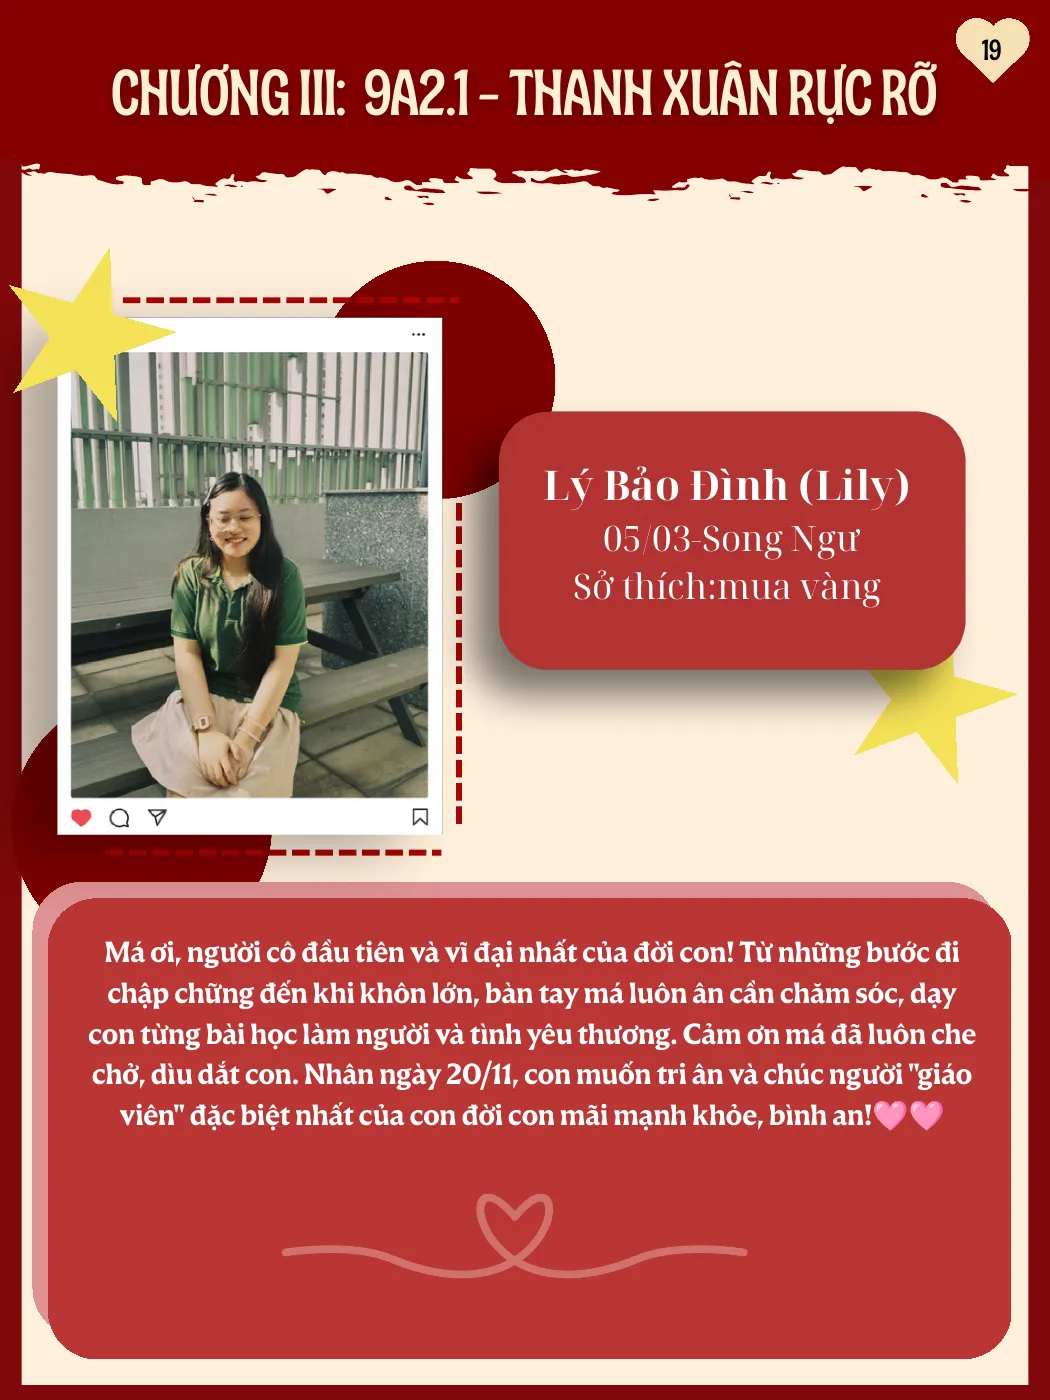 19
CHƯƠNG III: 9A2.1 – THANH XUÂN RỰC RỠ
Lý Bảo Đình (Lily)
05/03-Song Ngư
Sở thích:mua vàng
Má ơi, người cô đầu tiên và vĩ đại nhất của đời con! Từ những bước đi
chập chững đến khi khôn lớn, bàn tay má luôn ân cần chăm sóc, dạy
con từng bài học làm người và tình yêu thương. Cảm ơn má đã luôn che
chở, dìu dắt con. Nhân ngày 20/11, con muốn tri ân và chúc người "giáo
viên" đặc biệt nhất của con đời con mãi mạnh khỏe, bình an!🩷🩷